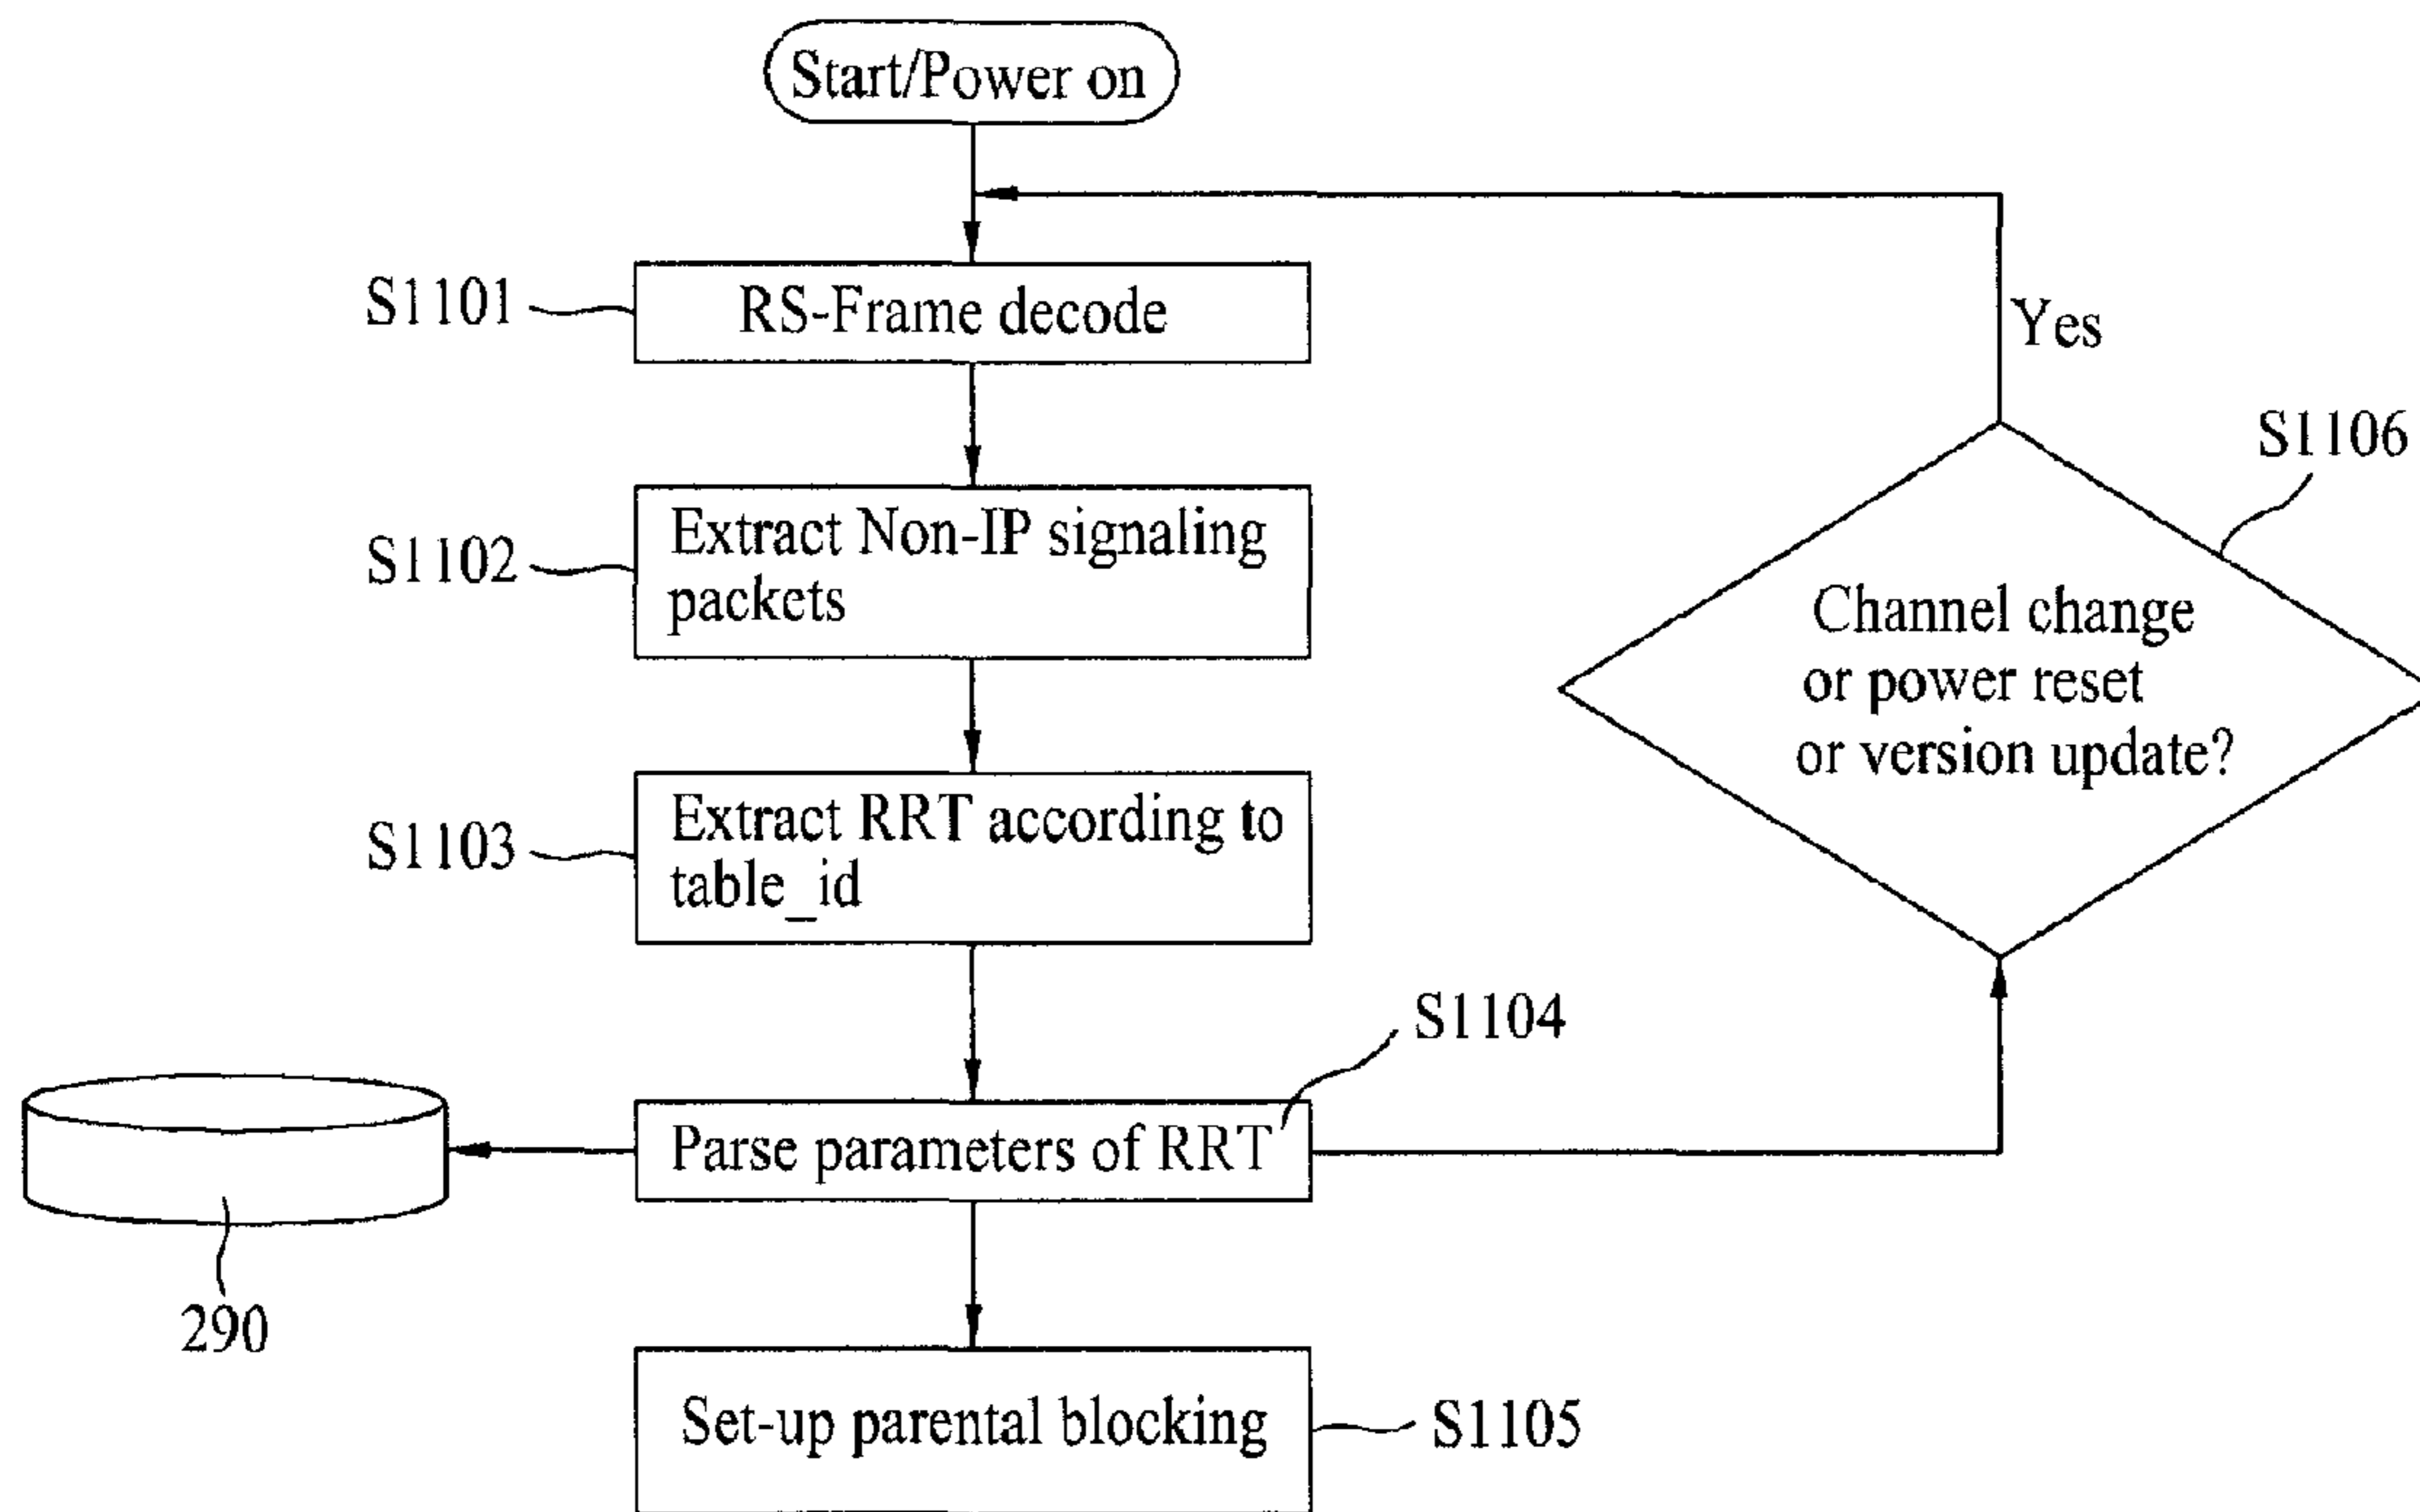 Start/Power on
S1101
RS-Frame decode
Yes
S1102
Extract Non-IP signaling
packets
S1106
Channel change
or power reset
or version update?
S1103
Extract RRT according to
table_id
S1104
Parse parameters of RRT
290
Set-up parental blocking
S1105